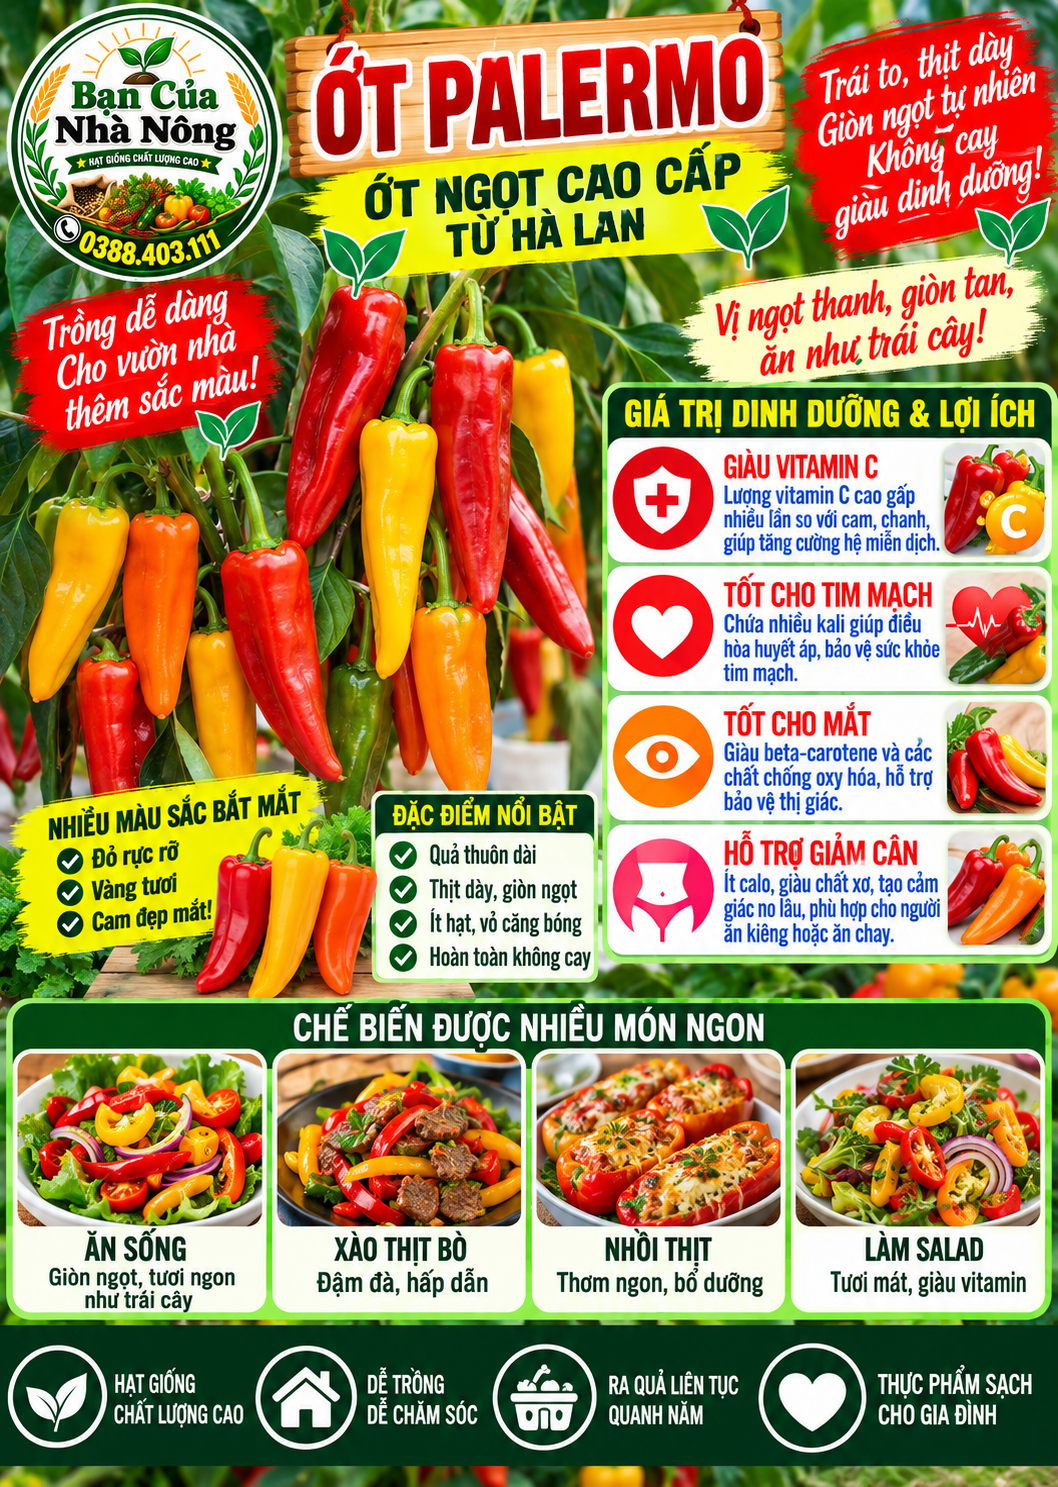 Bạn Của
Nhà Nông
HẠT GIỐNG CHẤT LƯỢNG CAO
0388.403.111
ỚT PALERMO
ỚT NGỌT CAO CẤP
TỪ HÀ LAN
Trái to, thịt dày
Giòn ngọt tự nhiên
Không cay
giàu dinh dưỡng!
Vị ngọt thanh, giòn tan,
ăn như trái cây!
Trồng dễ dàng
Cho vườn nhà
thêm sắc màu!
GIÁ TRỊ DINH DƯỠNG & LỢI ÍCH
GIÀU VITAMIN C
Lượng vitamin C cao gấp
nhiều lần so với cam, chanh,
giúp tăng cường hệ miễn dịch.
C
TỐT CHO TIM MẠCH
Chứa nhiều kali giúp điều
hòa huyết áp, bảo vệ sức khỏe
tim mạch.
TỐT CHO MẮT
Giàu beta-carotene và các
chất chống oxy hóa, hỗ trợ
bảo vệ thị giác.
HỖ TRỢ GIẢM CÂN
Ít calo, giàu chất xơ, tạo cảm
giác no lâu, phù hợp cho người
ăn kiêng hoặc ăn chay.
NHIỀU MÀU SẮC BẮT MẮT
Đỏ rực rỡ
Vàng tươi
Cam đẹp mắt!
ĐẶC ĐIỂM NỔI BẬT
Quả thuôn dài
Thịt dày, giòn ngọt
Ít hạt, vỏ căng bóng
Hoàn toàn không cay
CHẾ BIẾN ĐƯỢC NHIỀU MÓN NGON
ĂN SỐNG
Giòn ngọt, tươi ngon
như trái cây
XÀO THỊT BÒ
Đậm đà, hấp dẫn
NHỒI THỊT
Thơm ngon, bổ dưỡng
LÀM SALAD
Tươi mát, giàu vitamin
HẠT GIỐNG
CHẤT LƯỢNG CAO
DỄ TRỒNG
DỄ CHĂM SÓC
RA QUẢ LIÊN TỤC
QUANH NĂM
THỰC PHẨM SẠCH
CHO GIA ĐÌNH